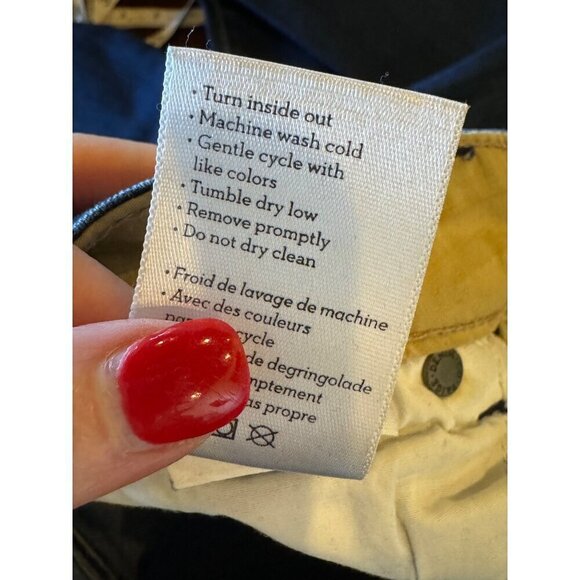 • Turn inside out
• Machine wash cold
• Gentle cycle with
like colors
• Tumble dry low
• Remove promptly
• Do not dry clean
• Froid de lavage de machine
• Avec des couleurs
cycle
de degringolade
propre